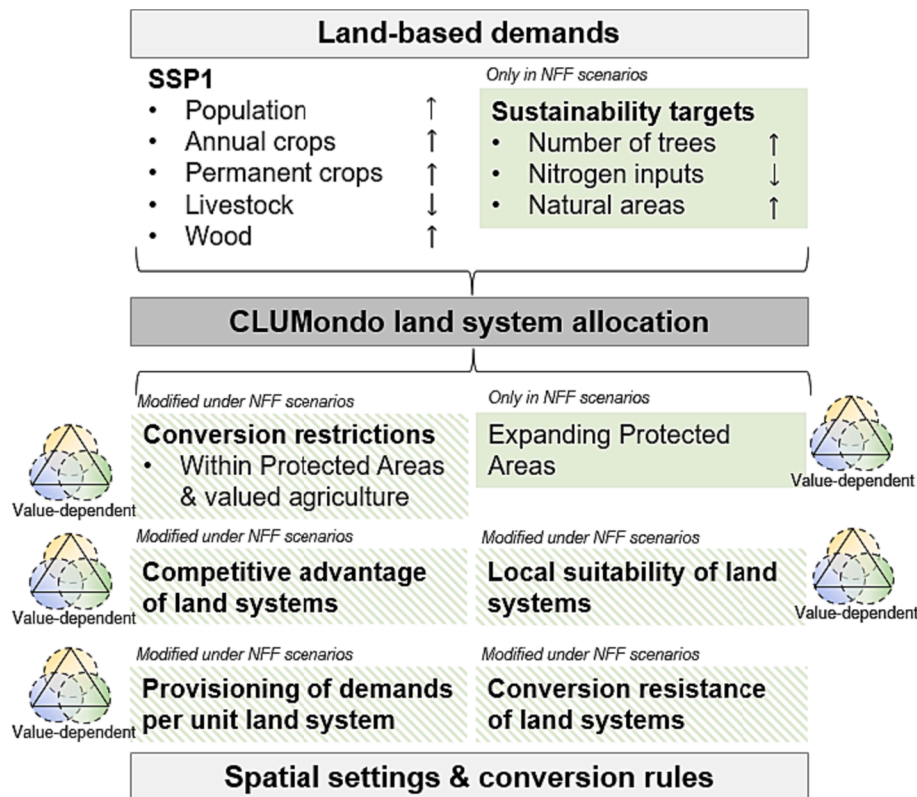 Land-based demands
SSP1
• Population ↑
• Annual crops ↑
• Permanent crops ↑
• Livestock ↓
• Wood ↑
Only in NFF scenarios
Sustainability targets
• Number of trees ↑
• Nitrogen inputs ↓
• Natural areas ↑
CLUMondo land system allocation
Modified under NFF scenarios
Conversion restrictions
• Within Protected Areas
& valued agriculture
Value-dependent
Only in NFF scenarios
Expanding Protected
Areas
Value-dependent
Modified under NFF scenarios
Competitive advantage
of land systems
Value-dependent
Modified under NFF scenarios
Local suitability of land
systems
Value-dependent
Modified under NFF scenarios
Provisioning of demands
per unit land system
Value-dependent
Modified under NFF scenarios
Conversion resistance
of land systems
Spatial settings & conversion rules